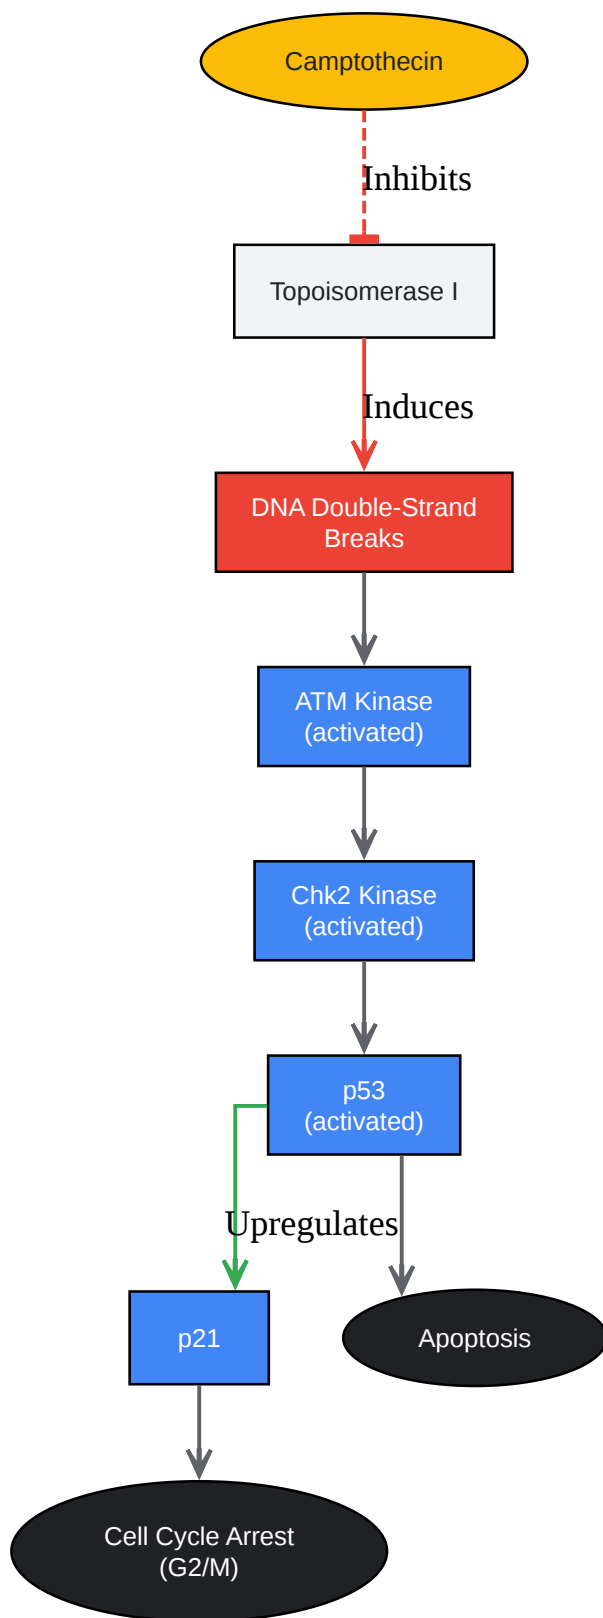 Camptothecin
Inhibits
Topoisomerase I
Induces
DNA Double-Strand
Breaks
ATM Kinase
(activated)
Chk2 Kinase
(activated)
p53
(activated)
Upregulates
p21
Apoptosis
Cell Cycle Arrest
(G2/M)